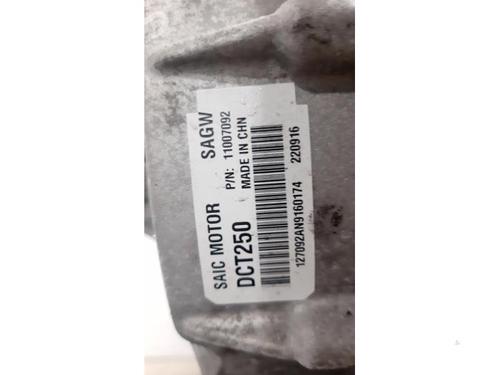 SAIC MOTOR SAGW
DCT250 P/N: 11007092
MADE IN CHN
127092AN9160174 220916